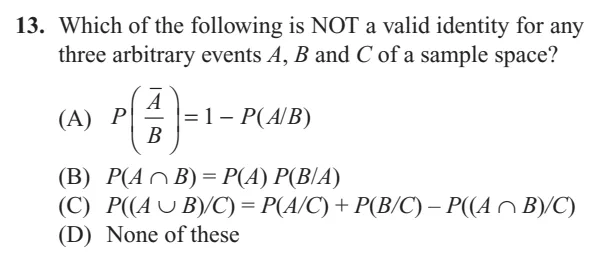 13. Which of the following is NOT a valid identity for any
three arbitrary events A, B and C of a sample space?
(A) P(A̅/B) = 1 – P(A/B)
(B) P(A ∩ B) = P(A) P(B/A)
(C) P((A ∪ B)/C) = P(A/C) + P(B/C) – P((A ∩ B)/C)
(D) None of these